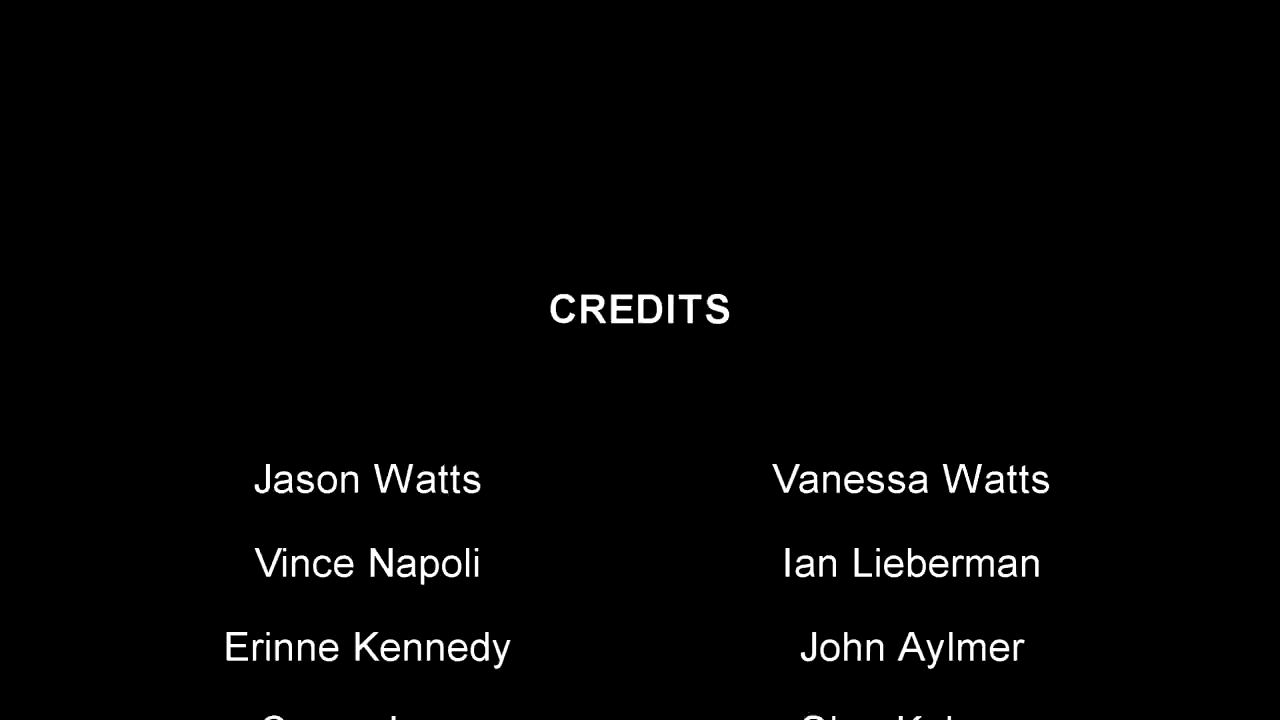 CREDITS
Jason Watts Vanessa Watts
Vince Napoli Ian Lieberman
Erinne Kennedy John Aylmer